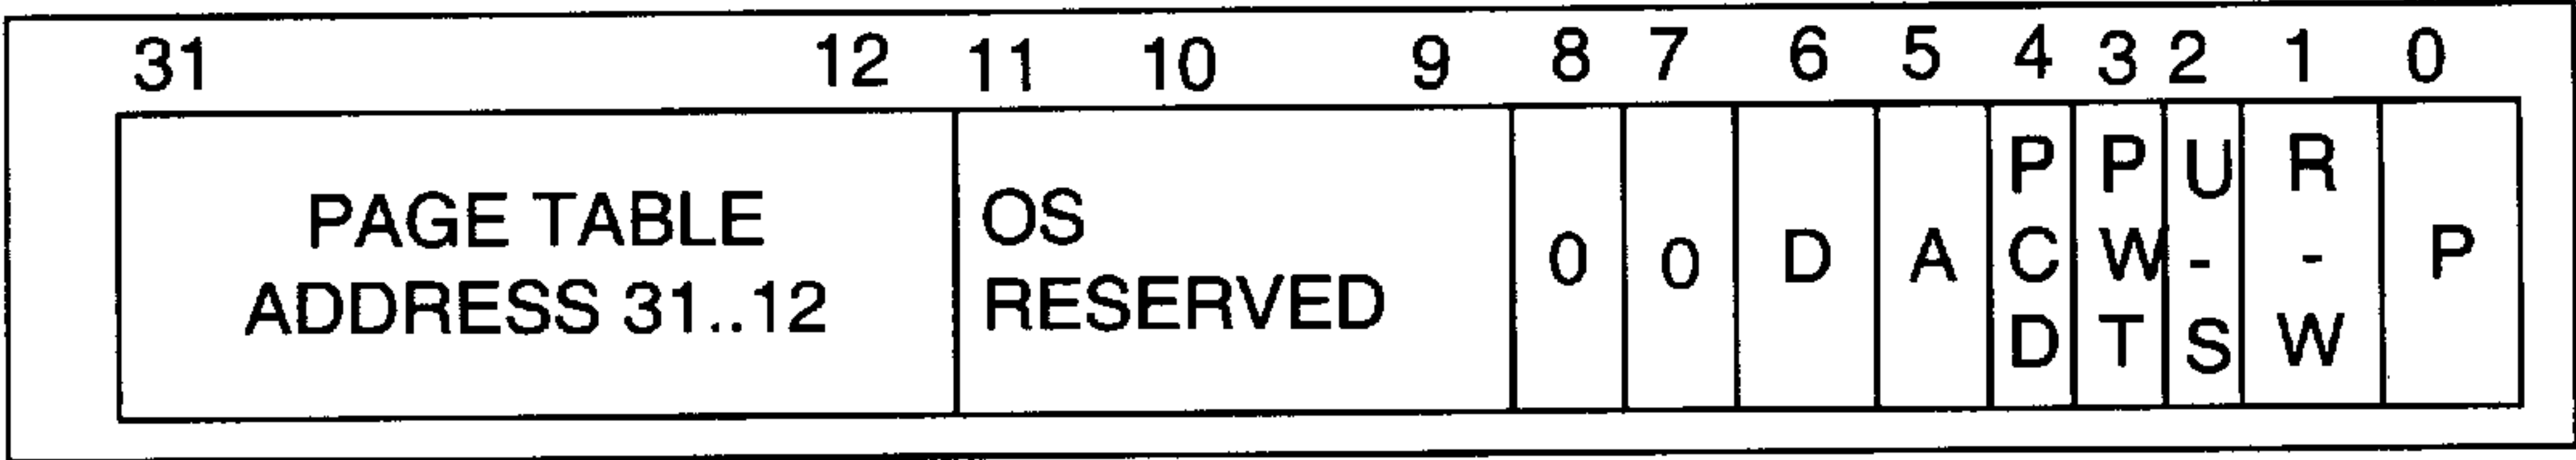 31 12 11 10 9 8 7 6 5 4 3 2 1 0
PAGE TABLE
ADDRESS 31..12
OS
RESERVED
0
0
D
A
P
C
D
P
W
T
U
-
S
R
-
W
P